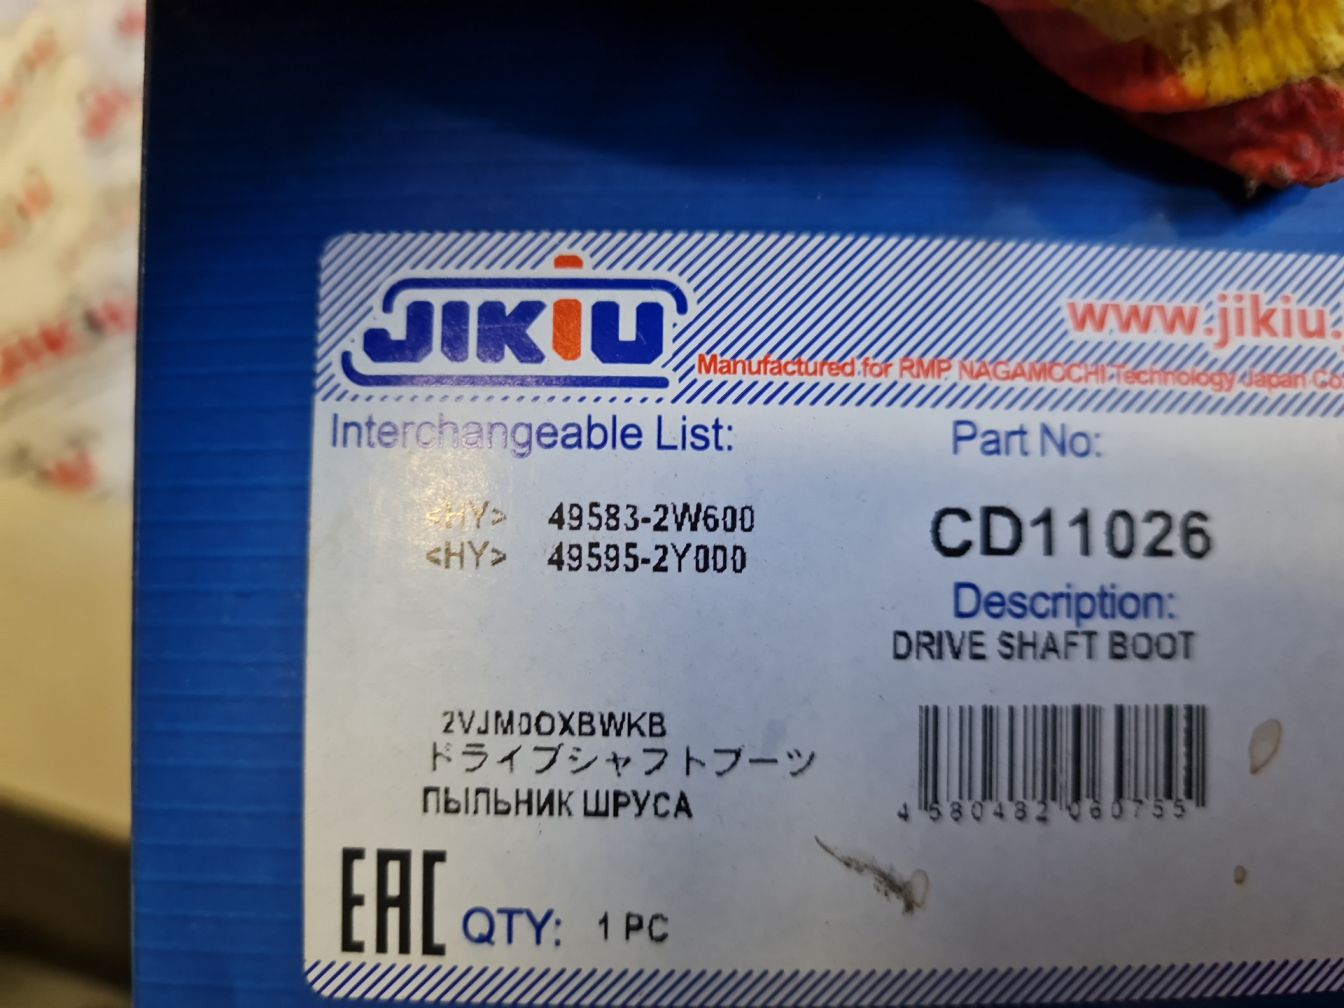 JIKIU
www.jikiu.
Manufactured for RMP NAGAMOCHI Technology Japan Co
Interchangeable List:
Part No:
<HY> 49583-2W600
<HY> 49595-2Y000
CD11026
Description:
DRIVE SHAFT BOOT
2VJM0OXBWKB
ドライブシャフトブーツ
ПЫЛЬНИК ШРУСА
4 580482 060755
EAC
QTY: 1 PC